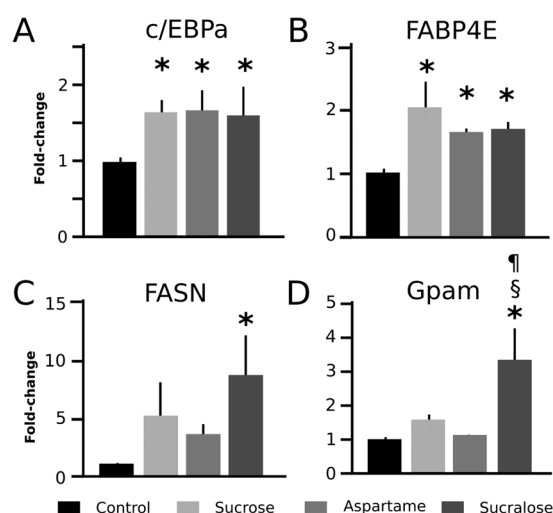 A
c/EBPa
* * *
2
1
0
Fold-change
B
FABP4E
* * *
3
2
1
0
C
FASN
*
15
10
5
0
Fold-change
D
Gpam
¶
§
*
5
4
3
2
1
0
Control Sucrose Aspartame Sucralose